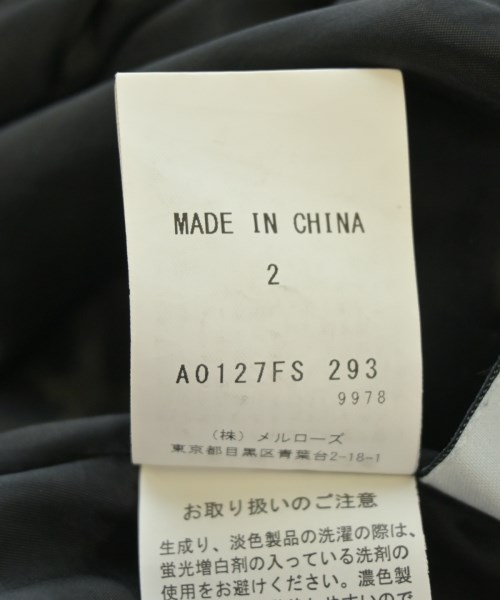 MADE IN CHINA
2
A0127FS 293
9978
(株) メルローズ
東京都目黒区青葉台2-18-1
お取り扱いのご注意
生成り、淡色製品の洗濯の際は、
蛍光増白剤の入っている洗剤の
使用をお避けください。濃色製